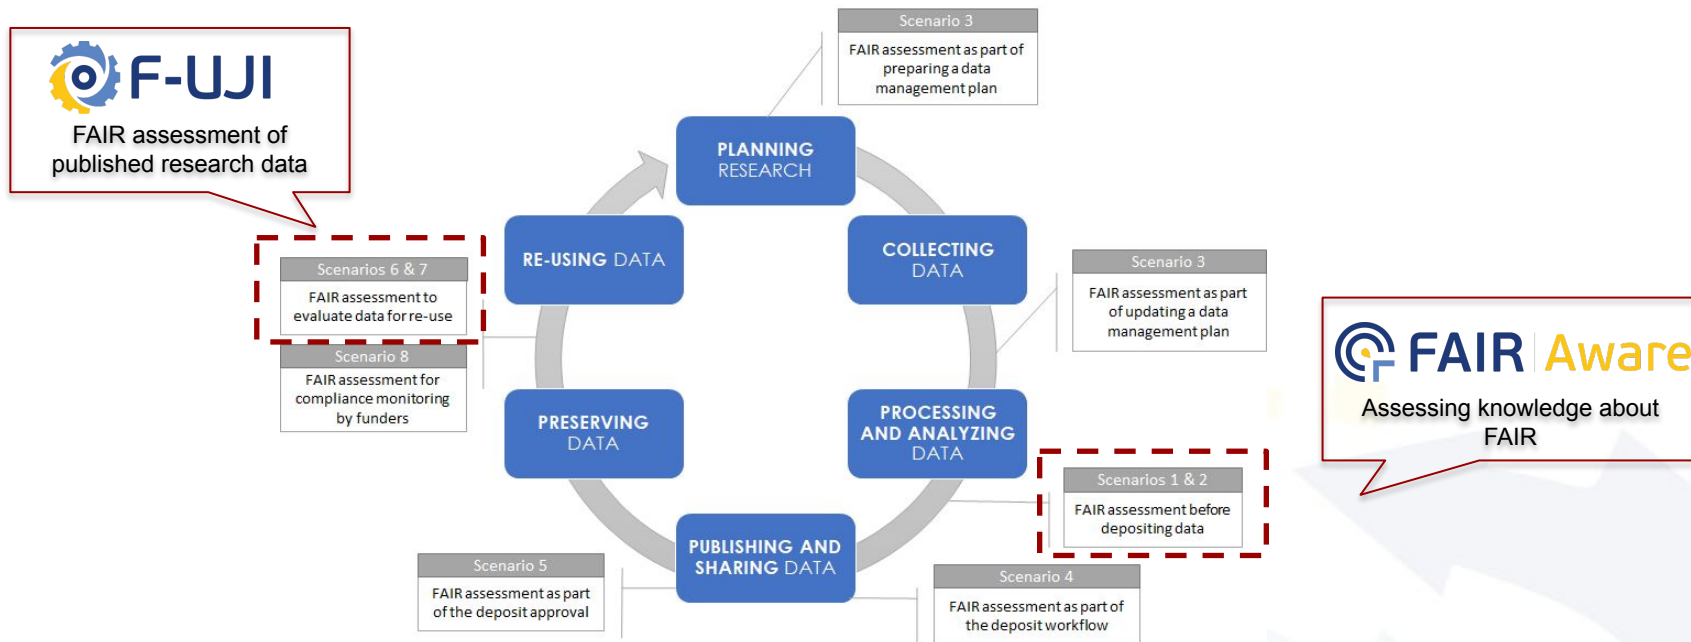 F-UJI
FAIR assessment of
published research data
Scenario 3
FAIR assessment as part of
preparing a data
management plan
PLANNING
RESEARCH
COLLECTING
DATA
Scenario 3
FAIR assessment as part
of updating a data
management plan
FAIR Aware
Assessing knowledge about
FAIR
PROCESSING
AND ANALYZING
DATA
Scenarios 1 & 2
FAIR assessment before
depositing data
PUBLISHING AND
SHARING DATA
Scenario 4
FAIR assessment as part of
the deposit workflow
Scenario 5
FAIR assessment as part
of the deposit approval
PRESERVING
DATA
RE-USING DATA
Scenarios 6 & 7
FAIR assessment to
evaluate data for re-use
Scenario 8
FAIR assessment for
compliance monitoring
by funders